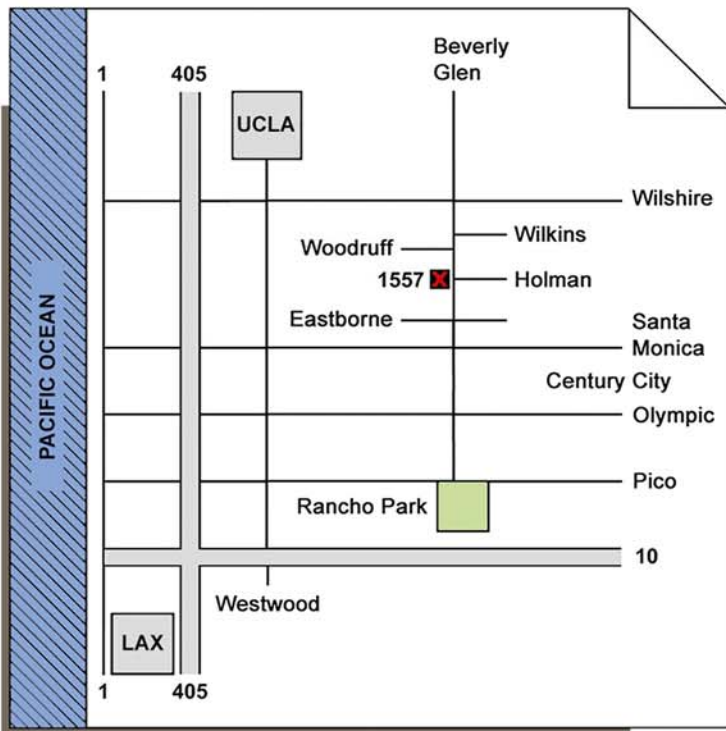 Beverly
Glen
1
405
UCLA
Wilshire
Wilkins
Woodruff
1557
X
Holman
Eastborne
Santa
Monica
Century City
PACIFIC OCEAN
Olympic
Pico
Rancho Park
10
Westwood
LAX
1
405